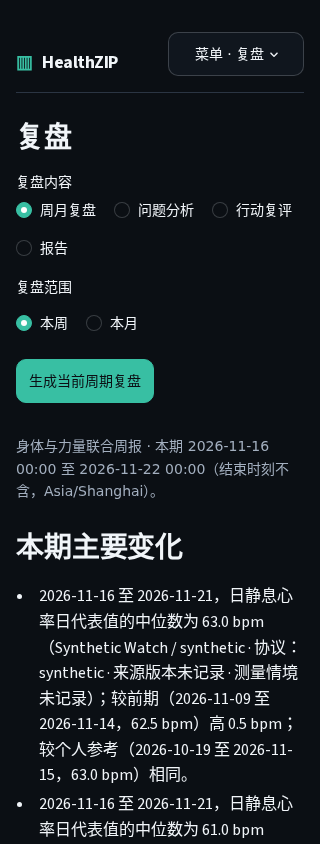 HealthZIP
菜单 · 复盘
复盘
复盘内容
周月复盘 问题分析 行动复评
报告
复盘范围
本周 本月
生成当前周期复盘
身体与力量联合周报 · 本期 2026-11-16
00:00 至 2026-11-22 00:00（结束时刻不
含，Asia/Shanghai）。
本期主要变化
2026-11-16 至 2026-11-21，日静息心
率日代表值的中位数为 63.0 bpm
（Synthetic Watch / synthetic · 协议：
synthetic · 来源版本未记录 · 测量情境
未记录）；较前期（2026-11-09 至
2026-11-14，62.5 bpm）高 0.5 bpm；
较个人参考（2026-10-19 至 2026-11-
15，63.0 bpm）相同。
2026-11-16 至 2026-11-21，日静息心
率日代表值的中位数为 61.0 bpm